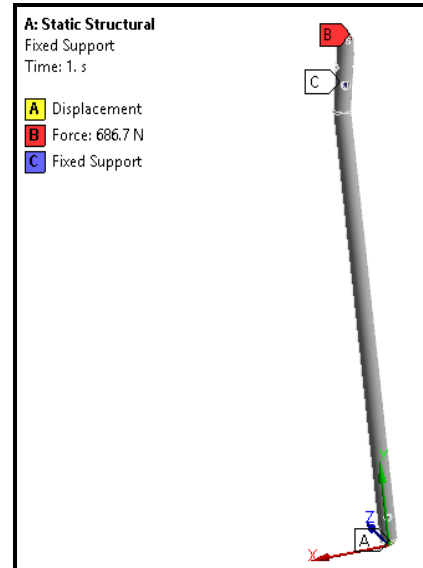 A: Static Structural
Fixed Support
Time: 1. s
A Displacement
B Force: 686.7 N
C Fixed Support
B
C
Y
Z
A
X